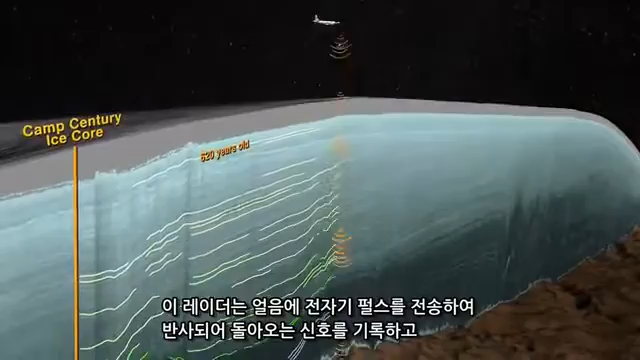 Camp Century
Ice Core
620 years old
이 레이더는 얼음에 전자기 펄스를 전송하여
반사되어 돌아오는 신호를 기록하고